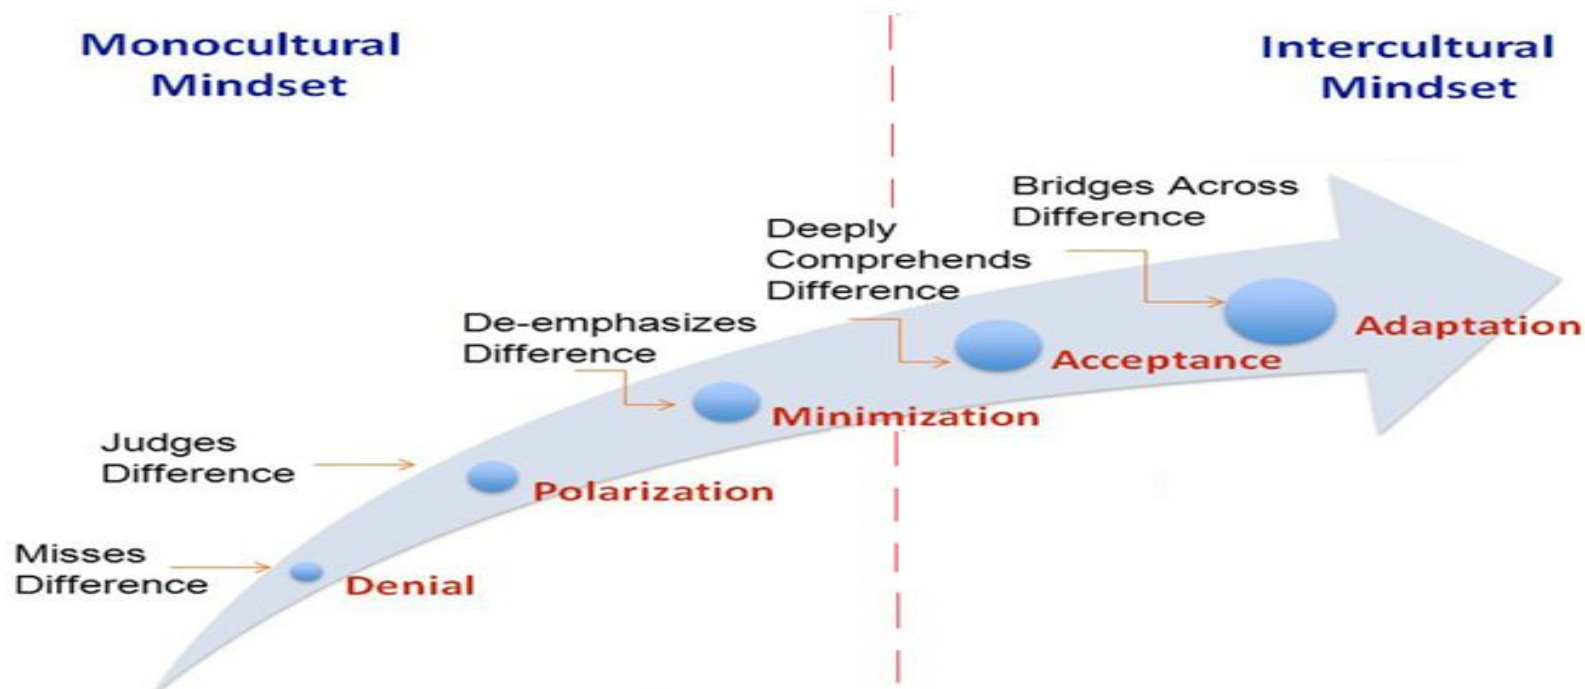 Monocultural
Mindset
Intercultural
Mindset
Bridges Across
Difference
Deeply
Comprehends
Difference
Adaptation
De-emphasizes
Difference
Acceptance
Minimization
Judges
Difference
Polarization
Misses
Difference
Denial